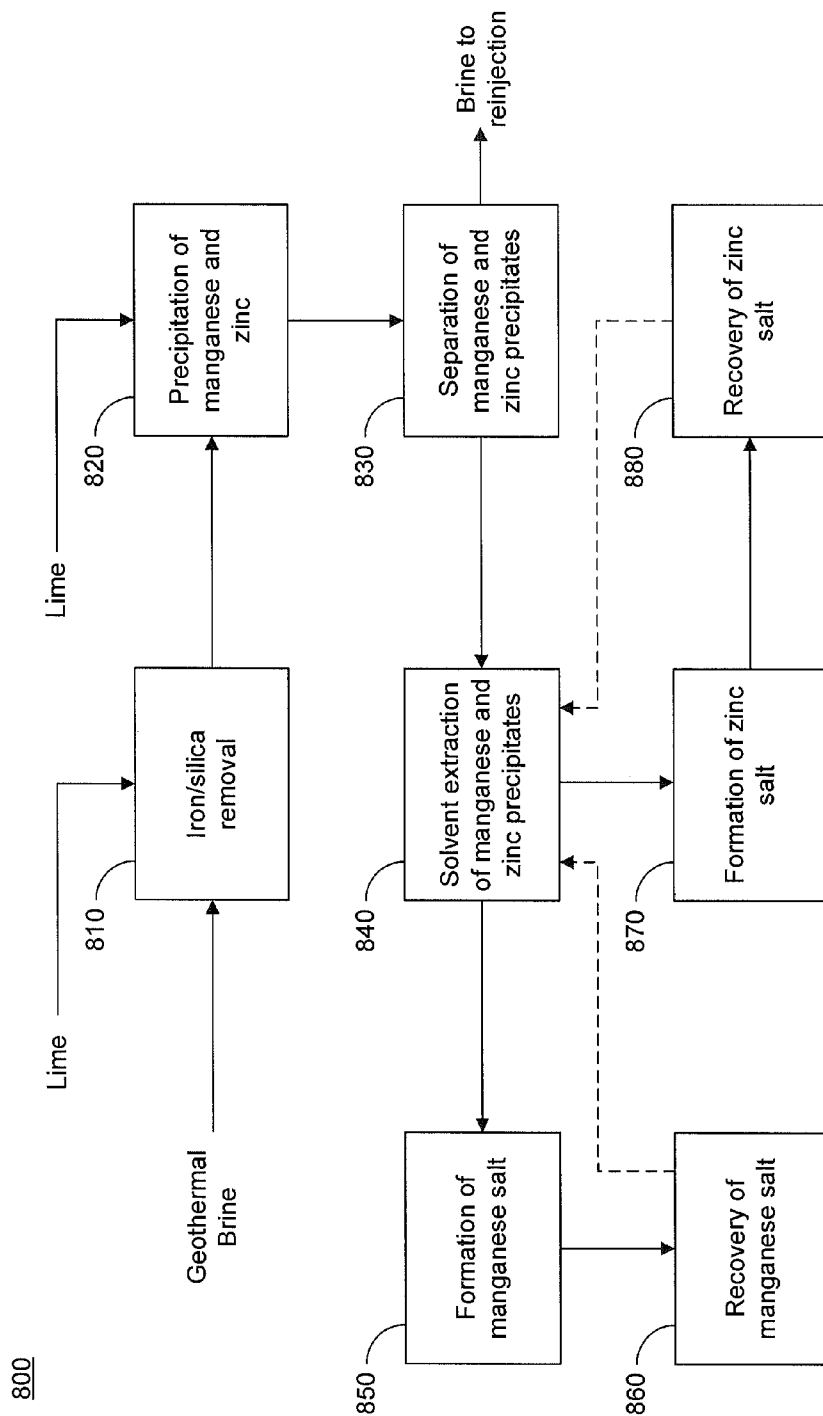 800
Lime
Lime
Geothermal
Brine
810
Iron/silica
removal
820
Precipitation of
manganese and
zinc
830
Separation of
manganese and
zinc precipitates
Brine to
reinjection
840
Solvent extraction
of manganese and
zinc precipitates
850
Formation of
manganese salt
860
Recovery of
manganese salt
870
Formation of zinc
salt
880
Recovery of zinc
salt